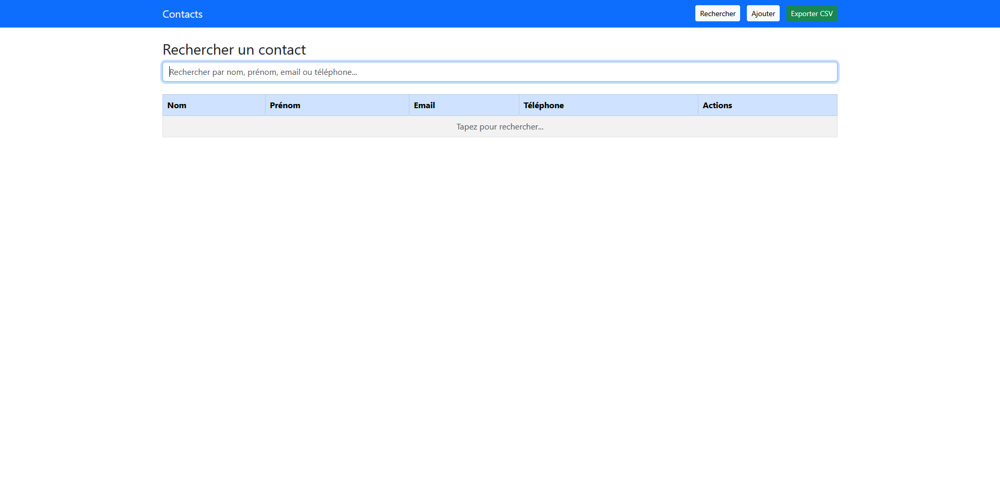 Contacts Rechercher Ajouter Exporter CSV
Rechercher un contact
Rechercher par nom, prénom, email ou téléphone...
Nom Prénom Email Téléphone Actions
Tapez pour rechercher...